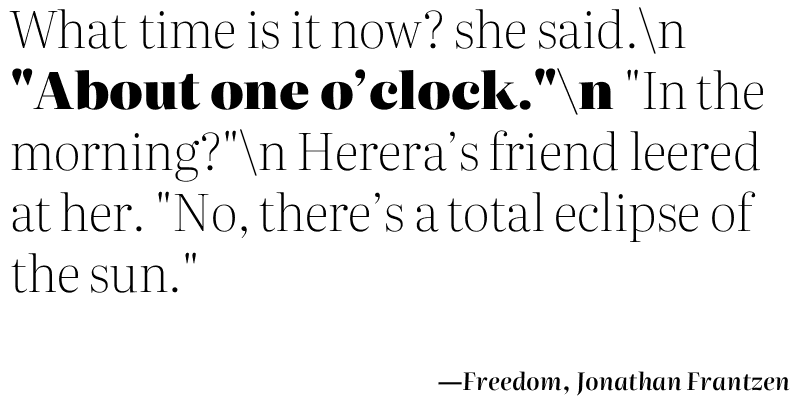 What time is it now? she said.\n
"About one o’clock."\n "In the
morning?"\n Herera’s friend leered
at her. "No, there’s a total eclipse of
the sun."
—Freedom, Jonathan Frantzen